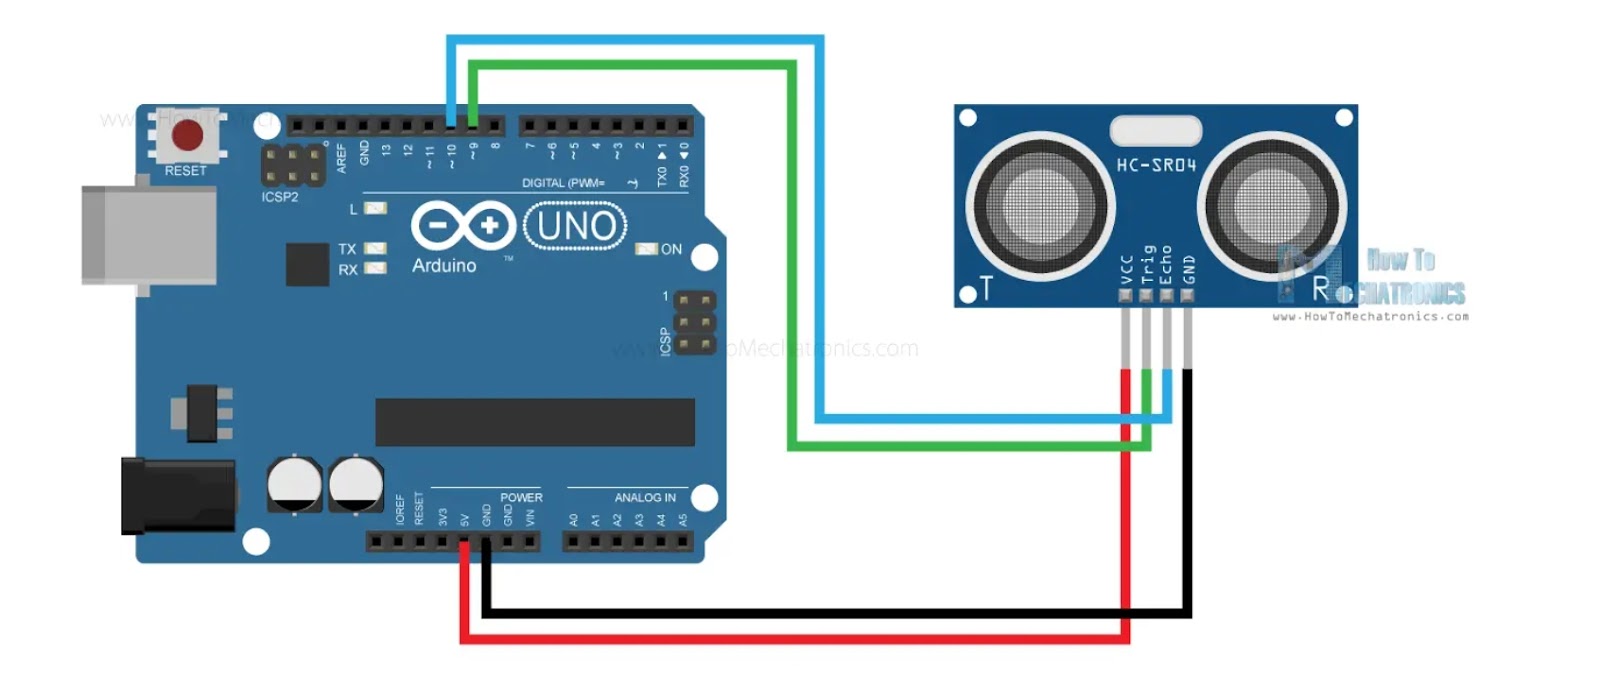 www.HowToMechatronics.com
RESET
ICSP2
AREF
GND
13
12
~11
~10
~9
8
7
~6
~5
4
~3
2
TX0 ▶ 1
RX0 ◀ 0
DIGITAL (PWM= ~)
L
TX
RX
UNO
Arduino
™
ON
1
ICSP
IOREF
RESET
3V3
5V
GND
GND
VIN
POWER
ANALOG IN
A0
A1
A2
A3
A4
A5
HC-SR04
VCC
Trig
Echo
GND
T
R
How To
MECHATRONICS
www.HowToMechatronics.com